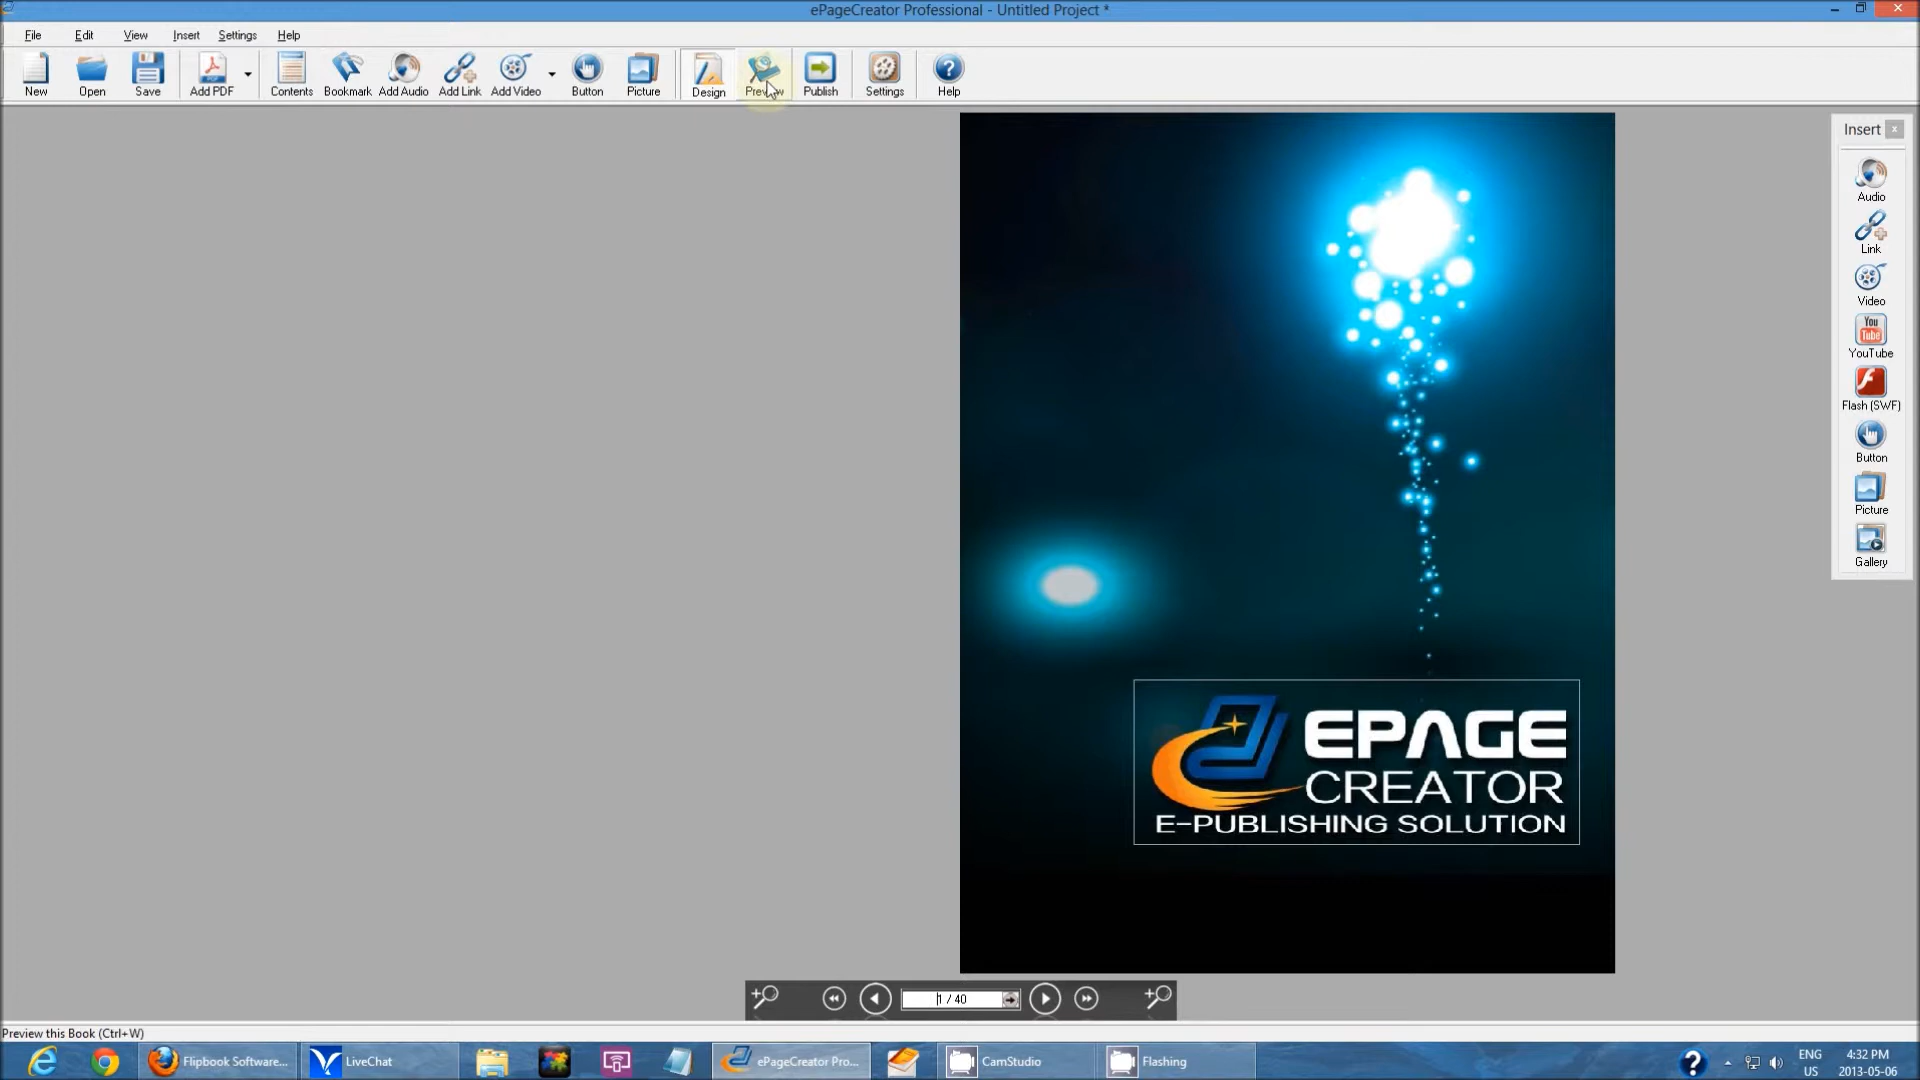 ePageCreator Professional - Untitled Project *
File Edit View Insert Settings Help
New Open Save Add PDF Contents Bookmark Add Audio Add Link Add Video Button Picture Design Preview Publish Settings Help
Insert
Audio
Link
Video
You
Tube
YouTube
Flash (SWF)
Button
Picture
Gallery
EPAGE
CREATOR
E-PUBLISHING SOLUTION
1 / 40
Preview this Book (Ctrl+W)
Flipbook Software... LiveChat ePageCreator Pro... CamStudio Flashing
ENG 4:32 PM
US 2013-05-06